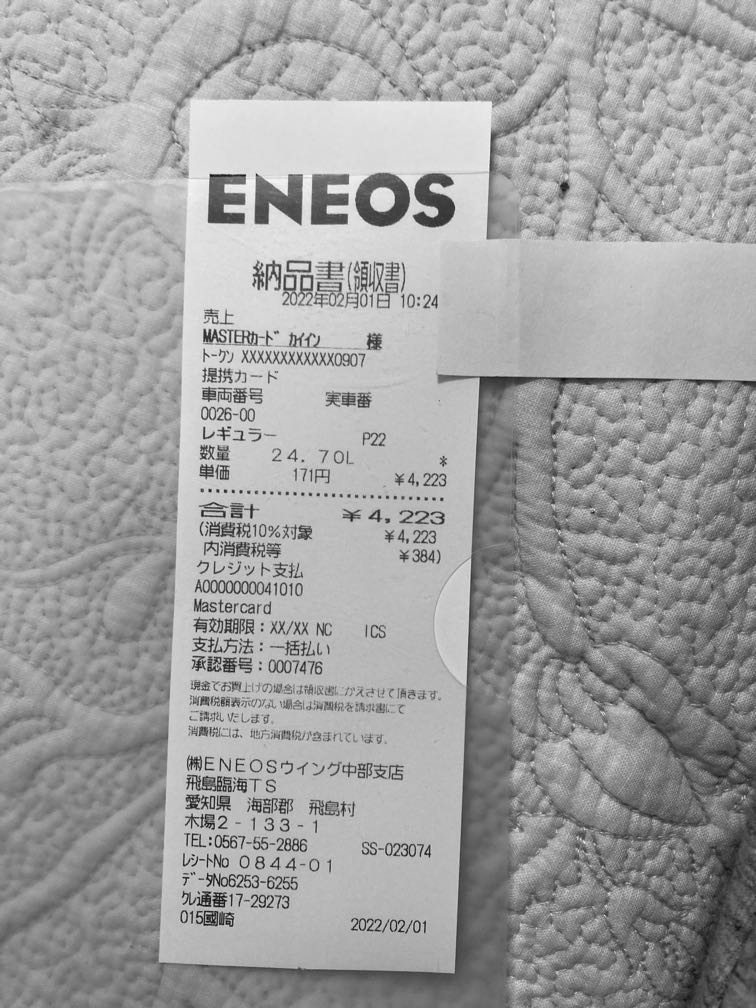 ENEOS
納品書(領収書)
2022年02月01日 10:24
売上
MASTERカード カイイン 様
トークン XXXXXXXXXXXX0907
提携カード
車両番号 実車番
0026-00
レギュラー P22
数量 24.70L *
単価 171円 ¥4,223
合計 ¥4,223
(消費税10%対象 ¥4,223
内消費税等 ¥384)
クレジット支払
A0000000041010
Mastercard
有効期限:XX/XX NC ICS
支払方法:一括払い
承認番号:0007476
現金でお買上げの場合は領収書にかえさせて頂きます。
消費税額表示のない場合は消費税を請求書にて
ご請求いたします。
消費税には、地方消費税が含まれています。
㈱ENEOSウイング中部支店
飛島臨海TS
愛知県 海部郡 飛島村
木場2-133-1
TEL:0567-55-2886 SS-023074
レシートNo 0844-01
データNo6253-6255
クレ通番17-29273
015國崎 2022/02/01